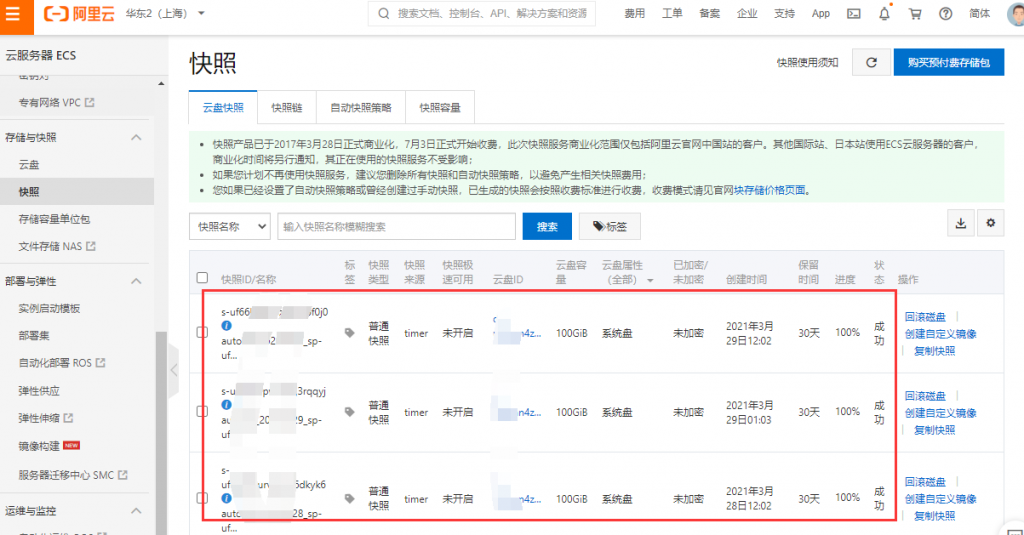 阿里云
华东2（上海）
搜索文档、控制台、API、解决方案和资源
费用 工单 备案 企业 支持 App 简体
云服务器 ECS
专有网络 VPC
存储与快照
云盘
快照
存储容量单位包
文件存储 NAS
部署与弹性
实例启动模板
部署集
自动化部署 ROS
弹性供应
弹性伸缩
镜像构建 NEW
服务器迁移中心 SMC
运维与监控
快照
快照使用须知
购买预付费存储包
云盘快照 快照链 自动快照策略 快照容量
快照产品已于2017年3月28日正式商业化，7月3日正式开始收费，此次快照服务商业化范围仅包括阿里云官网中国站的客户。其他国际站、日本站使用ECS云服务器的客户，
商业化时间将另行通知，其正在使用的快照服务不受影响；
如果您计划不再使用快照服务，建议您删除所有快照和自动快照策略，以避免产生相关快照费用；
您如果已经设置了自动快照策略或曾经创建过手动快照，已生成的快照会按照收费标准进行收费，收费模式请见官网块存储价格页面。
快照名称 输入快照名称模糊搜索 搜索 标签
快照ID/名称
标签
快照类型
快照来源
快照极速可用
云盘ID
云盘容量
云盘属性（全部）
已加密/未加密
创建时间
保留时间
进度
状态
操作
s-uf66
f0j0
auto
_sp-
uf...
普通快照
timer
未开启
n4z...
100GiB
系统盘
未加密
2021年3月29日12:02
30天
100%
成功
回滚磁盘
创建自定义镜像
复制快照
s-u
3rqqyj
29_sp-
uf...
普通快照
timer
未开启
n4z...
100GiB
系统盘
未加密
2021年3月29日01:03
30天
100%
成功
回滚磁盘
创建自定义镜像
复制快照
s-
dkyk6
auto
28_sp-
uf...
普通快照
timer
未开启
n4z...
100GiB
系统盘
未加密
2021年3月28日12:02
30天
100%
成功
回滚磁盘
创建自定义镜像
复制快照